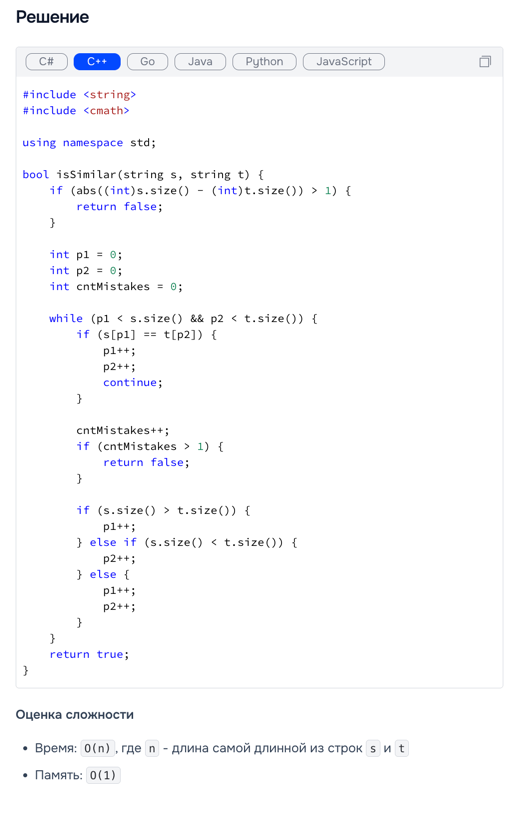 Решение
C# C++ Go Java Python JavaScript
#include <string>
#include <cmath>
using namespace std;
bool isSimilar(string s, string t) {
    if (abs((int)s.size() - (int)t.size()) > 1) {
        return false;
    }
    int p1 = 0;
    int p2 = 0;
    int cntMistakes = 0;
    while (p1 < s.size() && p2 < t.size()) {
        if (s[p1] == t[p2]) {
            p1++;
            p2++;
            continue;
        }
        cntMistakes++;
        if (cntMistakes > 1) {
            return false;
        }
        if (s.size() > t.size()) {
            p1++;
        } else if (s.size() < t.size()) {
            p2++;
        } else {
            p1++;
            p2++;
        }
    }
    return true;
}
Оценка сложности
• Время: O(n), где n - длина самой длинной из строк s и t
• Память: O(1)